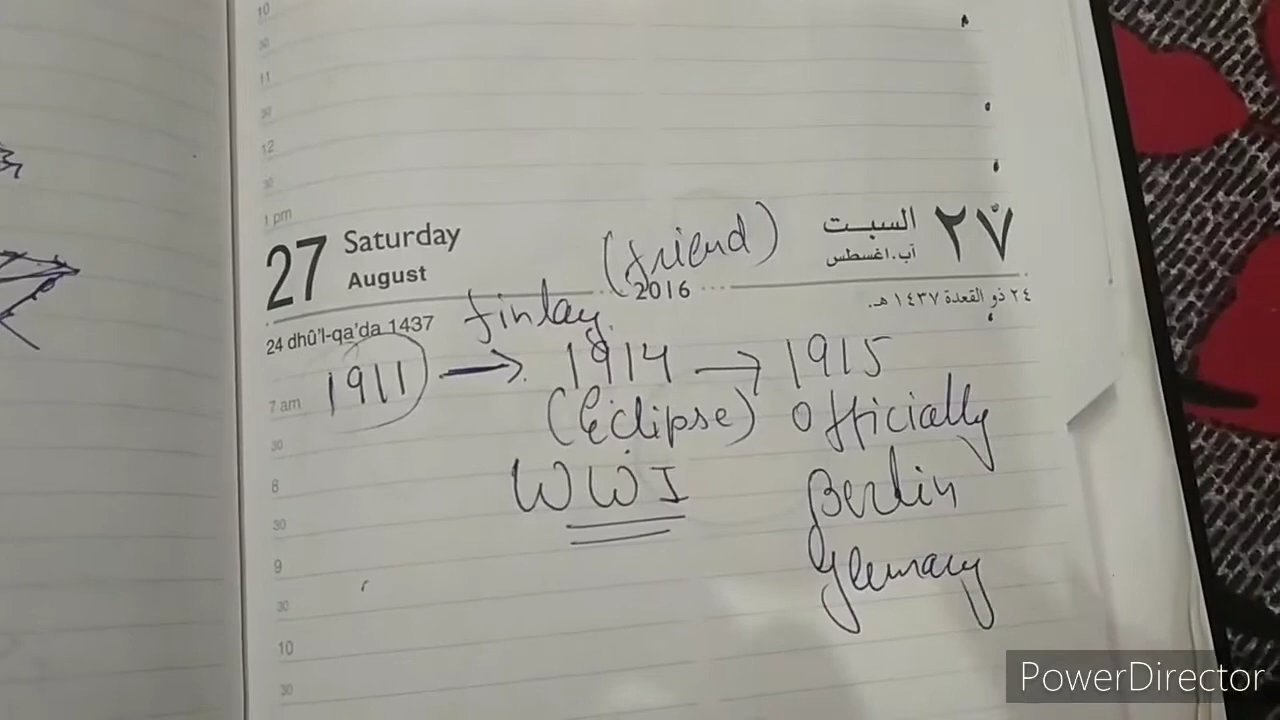 10
30
11
30
12
30
1 pm
27 Saturday (friend) السبت ٢٧
August آب.اغسطس
finlay 2016
24 dhû'l-qa'da 1437 ٢٤ ذو القعدة ١٤٣٧ هـ.
1911 → 1914 → 1915
7 am
(Eclipse) Officially
30
8 WWI Berlin
30
9 Glemacy
30
10
30
PowerDirector